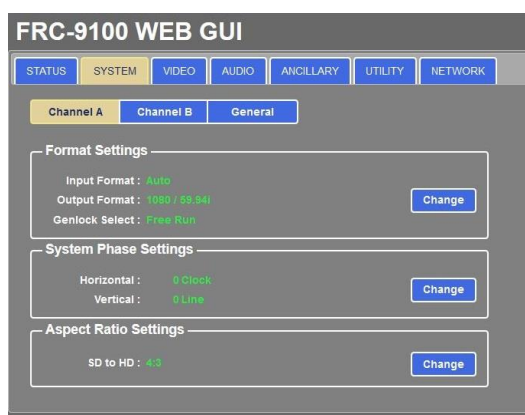 FRC-9100 WEB GUI
STATUS SYSTEM VIDEO AUDIO ANCILLARY UTILITY NETWORK
Channel A Channel B General
Format Settings
Input Format : Auto
Output Format : 1080 / 59.94i
Change
Genlock Select : Free Run
System Phase Settings
Horizontal : 0 Clock
Change
Vertical : 0 Line
Aspect Ratio Settings
SD to HD : 4:3
Change